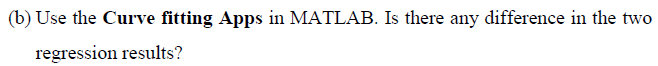 (b) Use the Curve fitting Apps in MATLAB. Is there any difference in the two
regression results?